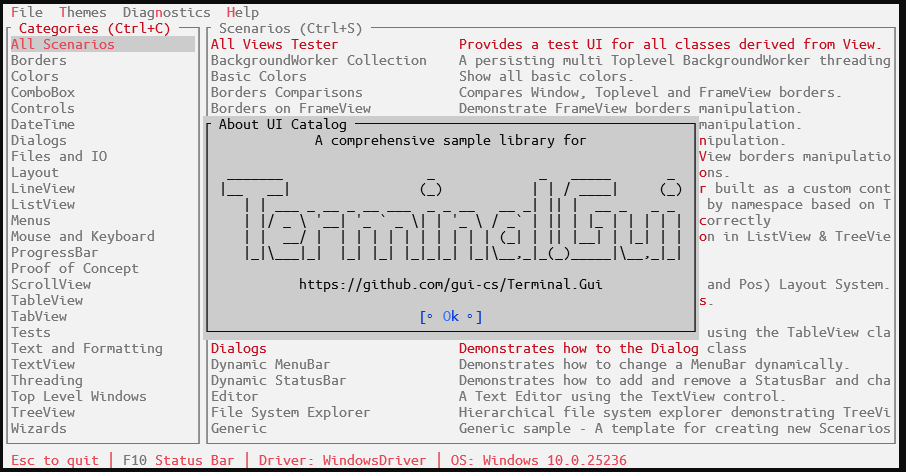 File  Themes  Diagnostics  Help
Categories (Ctrl+C)
All Scenarios
Borders
Colors
ComboBox
Controls
DateTime
Dialogs
Files and IO
Layout
LineView
ListView
Menus
Mouse and Keyboard
ProgressBar
Proof of Concept
ScrollView
TableView
TabView
Tests
Text and Formatting
TextView
Threading
Top Level Windows
TreeView
Wizards
Scenarios (Ctrl+S)
All Views Tester Provides a test UI for all classes derived from View.
BackgroundWorker Collection A persisting multi Toplevel BackgroundWorker threading
Basic Colors Show all basic colors.
Borders Comparisons Compares Window, Toplevel and FrameView borders.
Borders on FrameView Demonstrate FrameView borders manipulation.
manipulation.
nipulation.
View borders manipulatio
ons.
r built as a custom cont
by namespace based on T
correctly
on in ListView & TreeVie
and Pos) Layout System.
s.
using the TableView cla
About UI Catalog
A comprehensive sample library for
Terminal.Gui
https://github.com/gui-cs/Terminal.Gui
[◦ Ok ◦]
Dialogs Demonstrates how to the Dialog class
Dynamic MenuBar Demonstrates how to change a MenuBar dynamically.
Dynamic StatusBar Demonstrates how to add and remove a StatusBar and cha
Editor A Text Editor using the TextView control.
File System Explorer Hierarchical file system explorer demonstrating TreeVi
Generic Generic sample - A template for creating new Scenarios
Esc to quit | F10 Status Bar | Driver: WindowsDriver | OS: Windows 10.0.25236